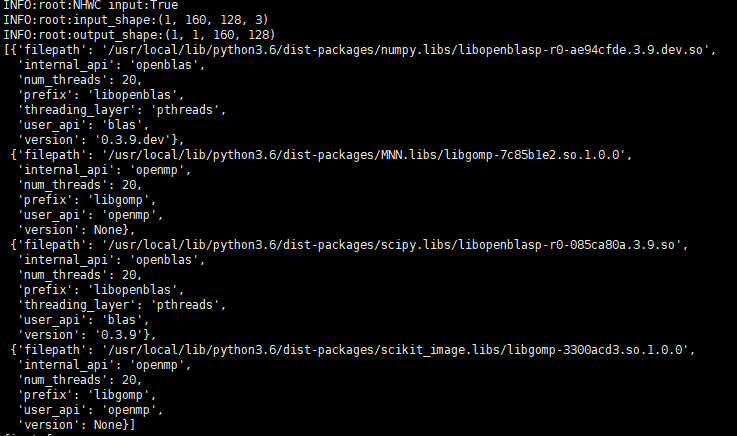 INFO:root:NHWC input:True
INFO:root:input_shape:(1, 160, 128, 3)
INFO:root:output_shape:(1, 1, 160, 128)
[{'filepath': '/usr/local/lib/python3.6/dist-packages/numpy.libs/libopenblasp-r0-ae94cfde.3.9.dev.so',
  'internal_api': 'openblas',
  'num_threads': 20,
  'prefix': 'libopenblas',
  'threading_layer': 'pthreads',
  'user_api': 'blas',
  'version': '0.3.9.dev'},
 {'filepath': '/usr/local/lib/python3.6/dist-packages/MNN.libs/libgomp-7c85b1e2.so.1.0.0',
  'internal_api': 'openmp',
  'num_threads': 20,
  'prefix': 'libgomp',
  'user_api': 'openmp',
  'version': None},
 {'filepath': '/usr/local/lib/python3.6/dist-packages/scipy.libs/libopenblasp-r0-085ca80a.3.9.so',
  'internal_api': 'openblas',
  'num_threads': 20,
  'prefix': 'libopenblas',
  'threading_layer': 'pthreads',
  'user_api': 'blas',
  'version': '0.3.9'},
 {'filepath': '/usr/local/lib/python3.6/dist-packages/scikit_image.libs/libgomp-3300acd3.so.1.0.0',
  'internal_api': 'openmp',
  'num_threads': 20,
  'prefix': 'libgomp',
  'user_api': 'openmp',
  'version': None}]